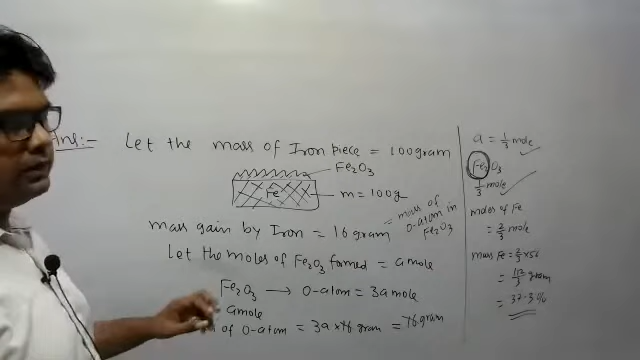 Ans:-
Let the mass of Iron piece = 100gram
Fe2O3
Fe
m = 100g
mass gain by Iron = 16 gram = mass of O-atom in Fe2O3
Let the moles of Fe2O3 formed = a mole
Fe2O3 → O-atom = 3a mole
a mole
of O-atom = 3a × 16 gram = 16 gram
a = 1/3 mole
Fe2O3
1/3 mole
moles of Fe
= 2/3 mole
mass Fe = 2/3 × 56
= 112/3 gram
= 37.3%